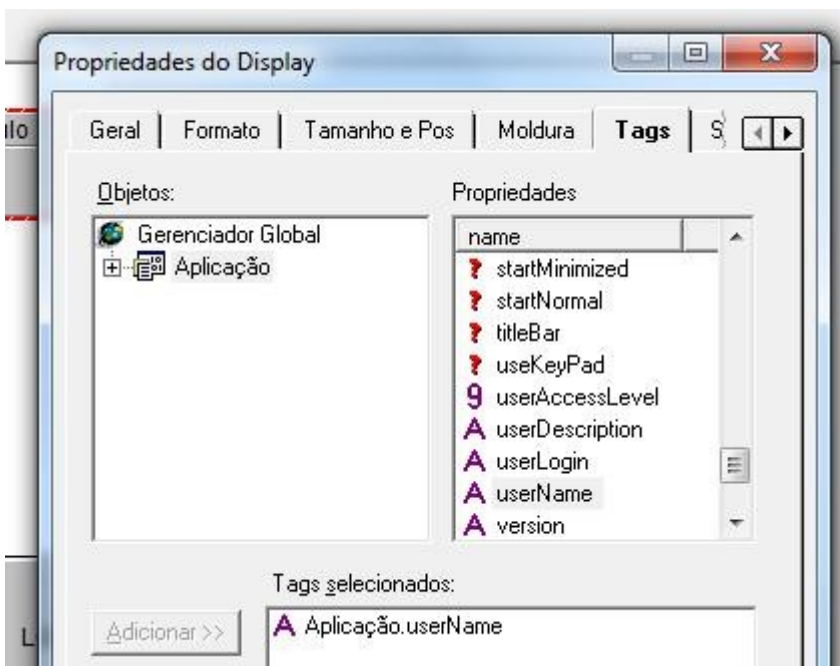 Propriedades do Display
Geral
Formato
Tamanho e Pos
Moldura
Tags
Objetos:
Gerenciador Global
Aplicação
Propriedades
name
startMinimized
startNormal
titleBar
useKeyPad
userAccessLevel
userDescription
userLogin
userName
version
Tags selecionados:
Adicionar >>
Aplicação.userName